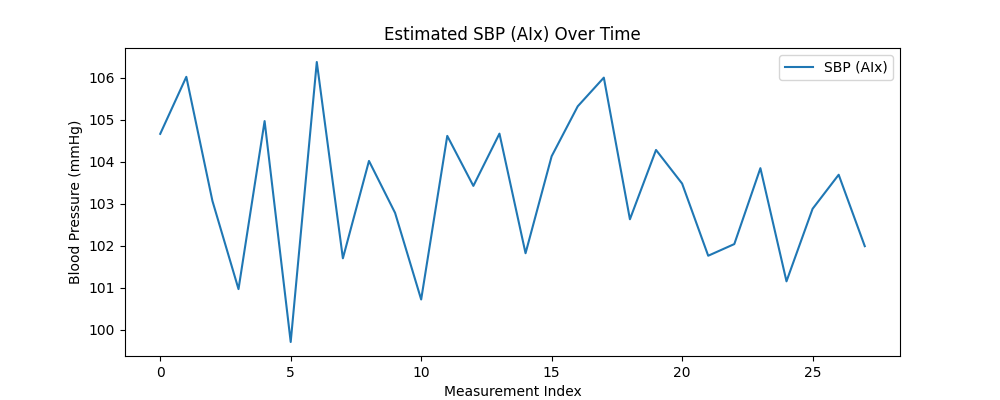 Estimated SBP (AIx) Over Time
SBP (AIx)
Blood Pressure (mmHg)
106
105
104
103
102
101
100
0 5 10 15 20 25
Measurement Index